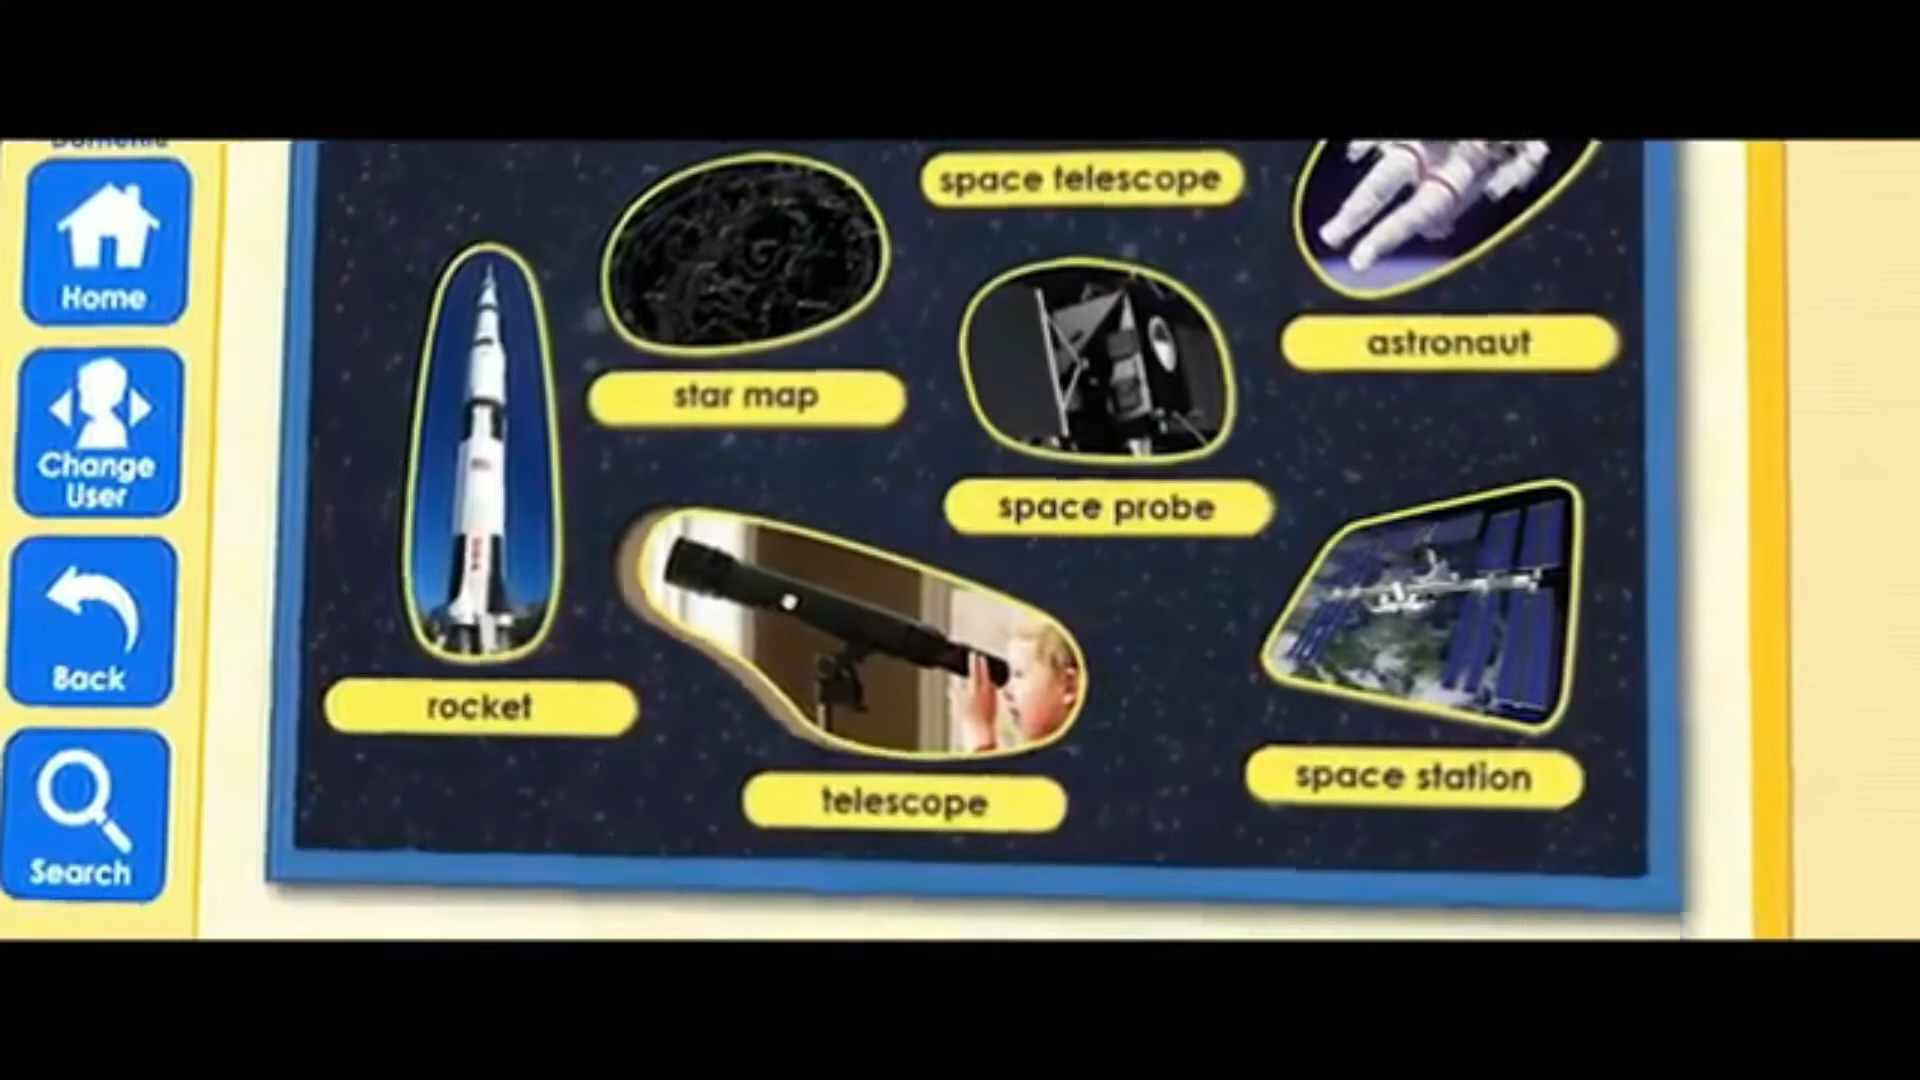 Home
Change
User
Back
Search
space telescope
astronaut
star map
space probe
rocket
telescope
space station